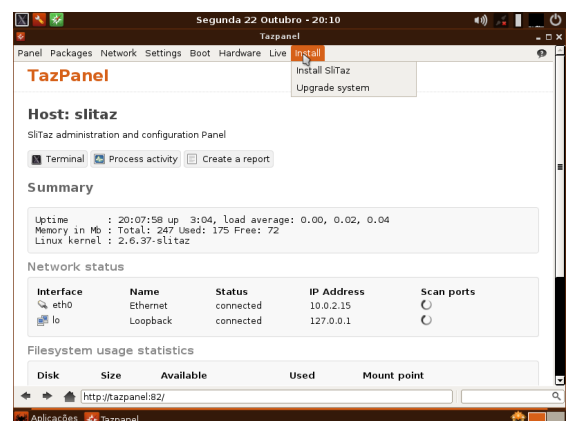 Segunda 22 Outubro - 20:10
Tazpanel
Panel Packages Network Settings Boot Hardware Live Install
Install SliTaz
Upgrade system
TazPanel
Host: slitaz
SliTaz administration and configuration Panel
Terminal Process activity Create a report
Summary
Uptime : 20:07:58 up 3:04, load average: 0.00, 0.02, 0.04
Memory in Mb : Total: 247 Used: 175 Free: 72
Linux kernel : 2.6.37-slitaz
Network status
Interface Name Status IP Address Scan ports
eth0 Ethernet connected 10.0.2.15
lo Loopback connected 127.0.0.1
Filesystem usage statistics
Disk Size Available Used Mount point
http://tazpanel:82/
Aplicações Tazpanel